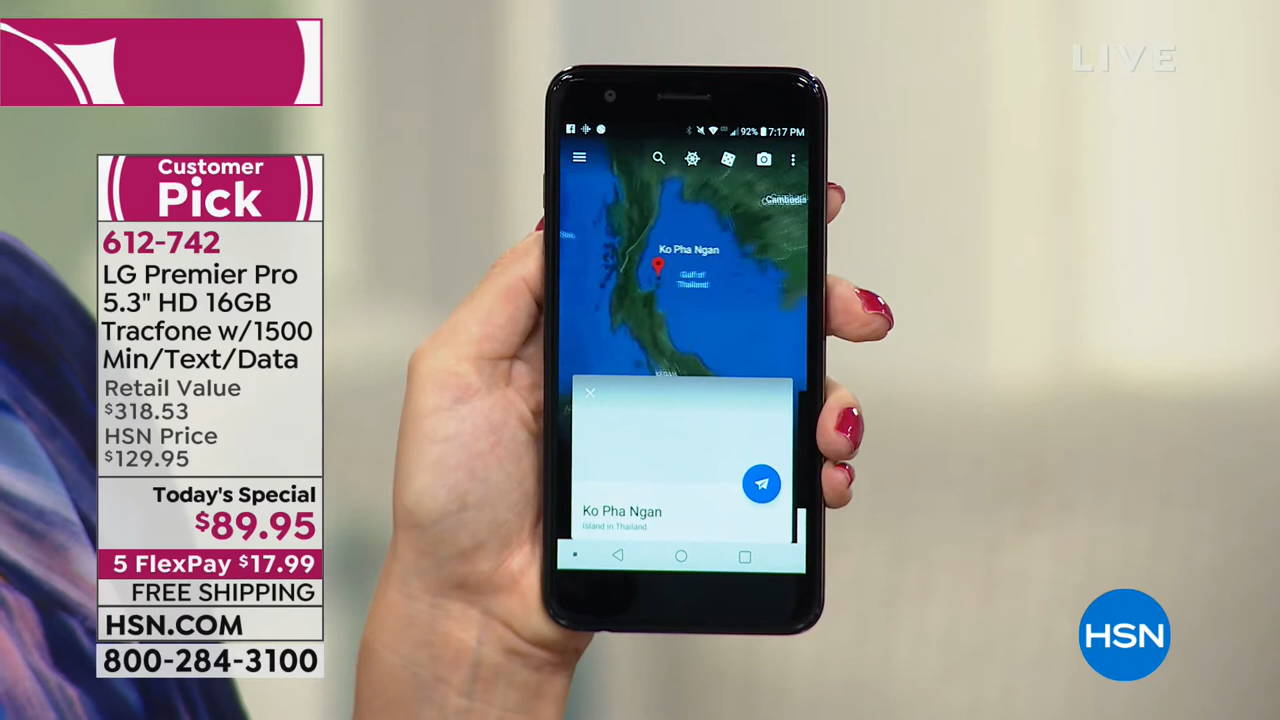 LIVE
Customer
Pick
612-742
LG Premier Pro
5.3" HD 16GB
Tracfone w/1500
Min/Text/Data
Retail Value
$318.53
HSN Price
$129.95
Today's Special
$89.95
5 FlexPay $17.99
FREE SHIPPING
HSN.COM
800-284-3100
92% 7:17 PM
Cambodia
Ko Pha Ngan
Gulf of
Thailand
Ko Pha Ngan
Island in Thailand
HSN